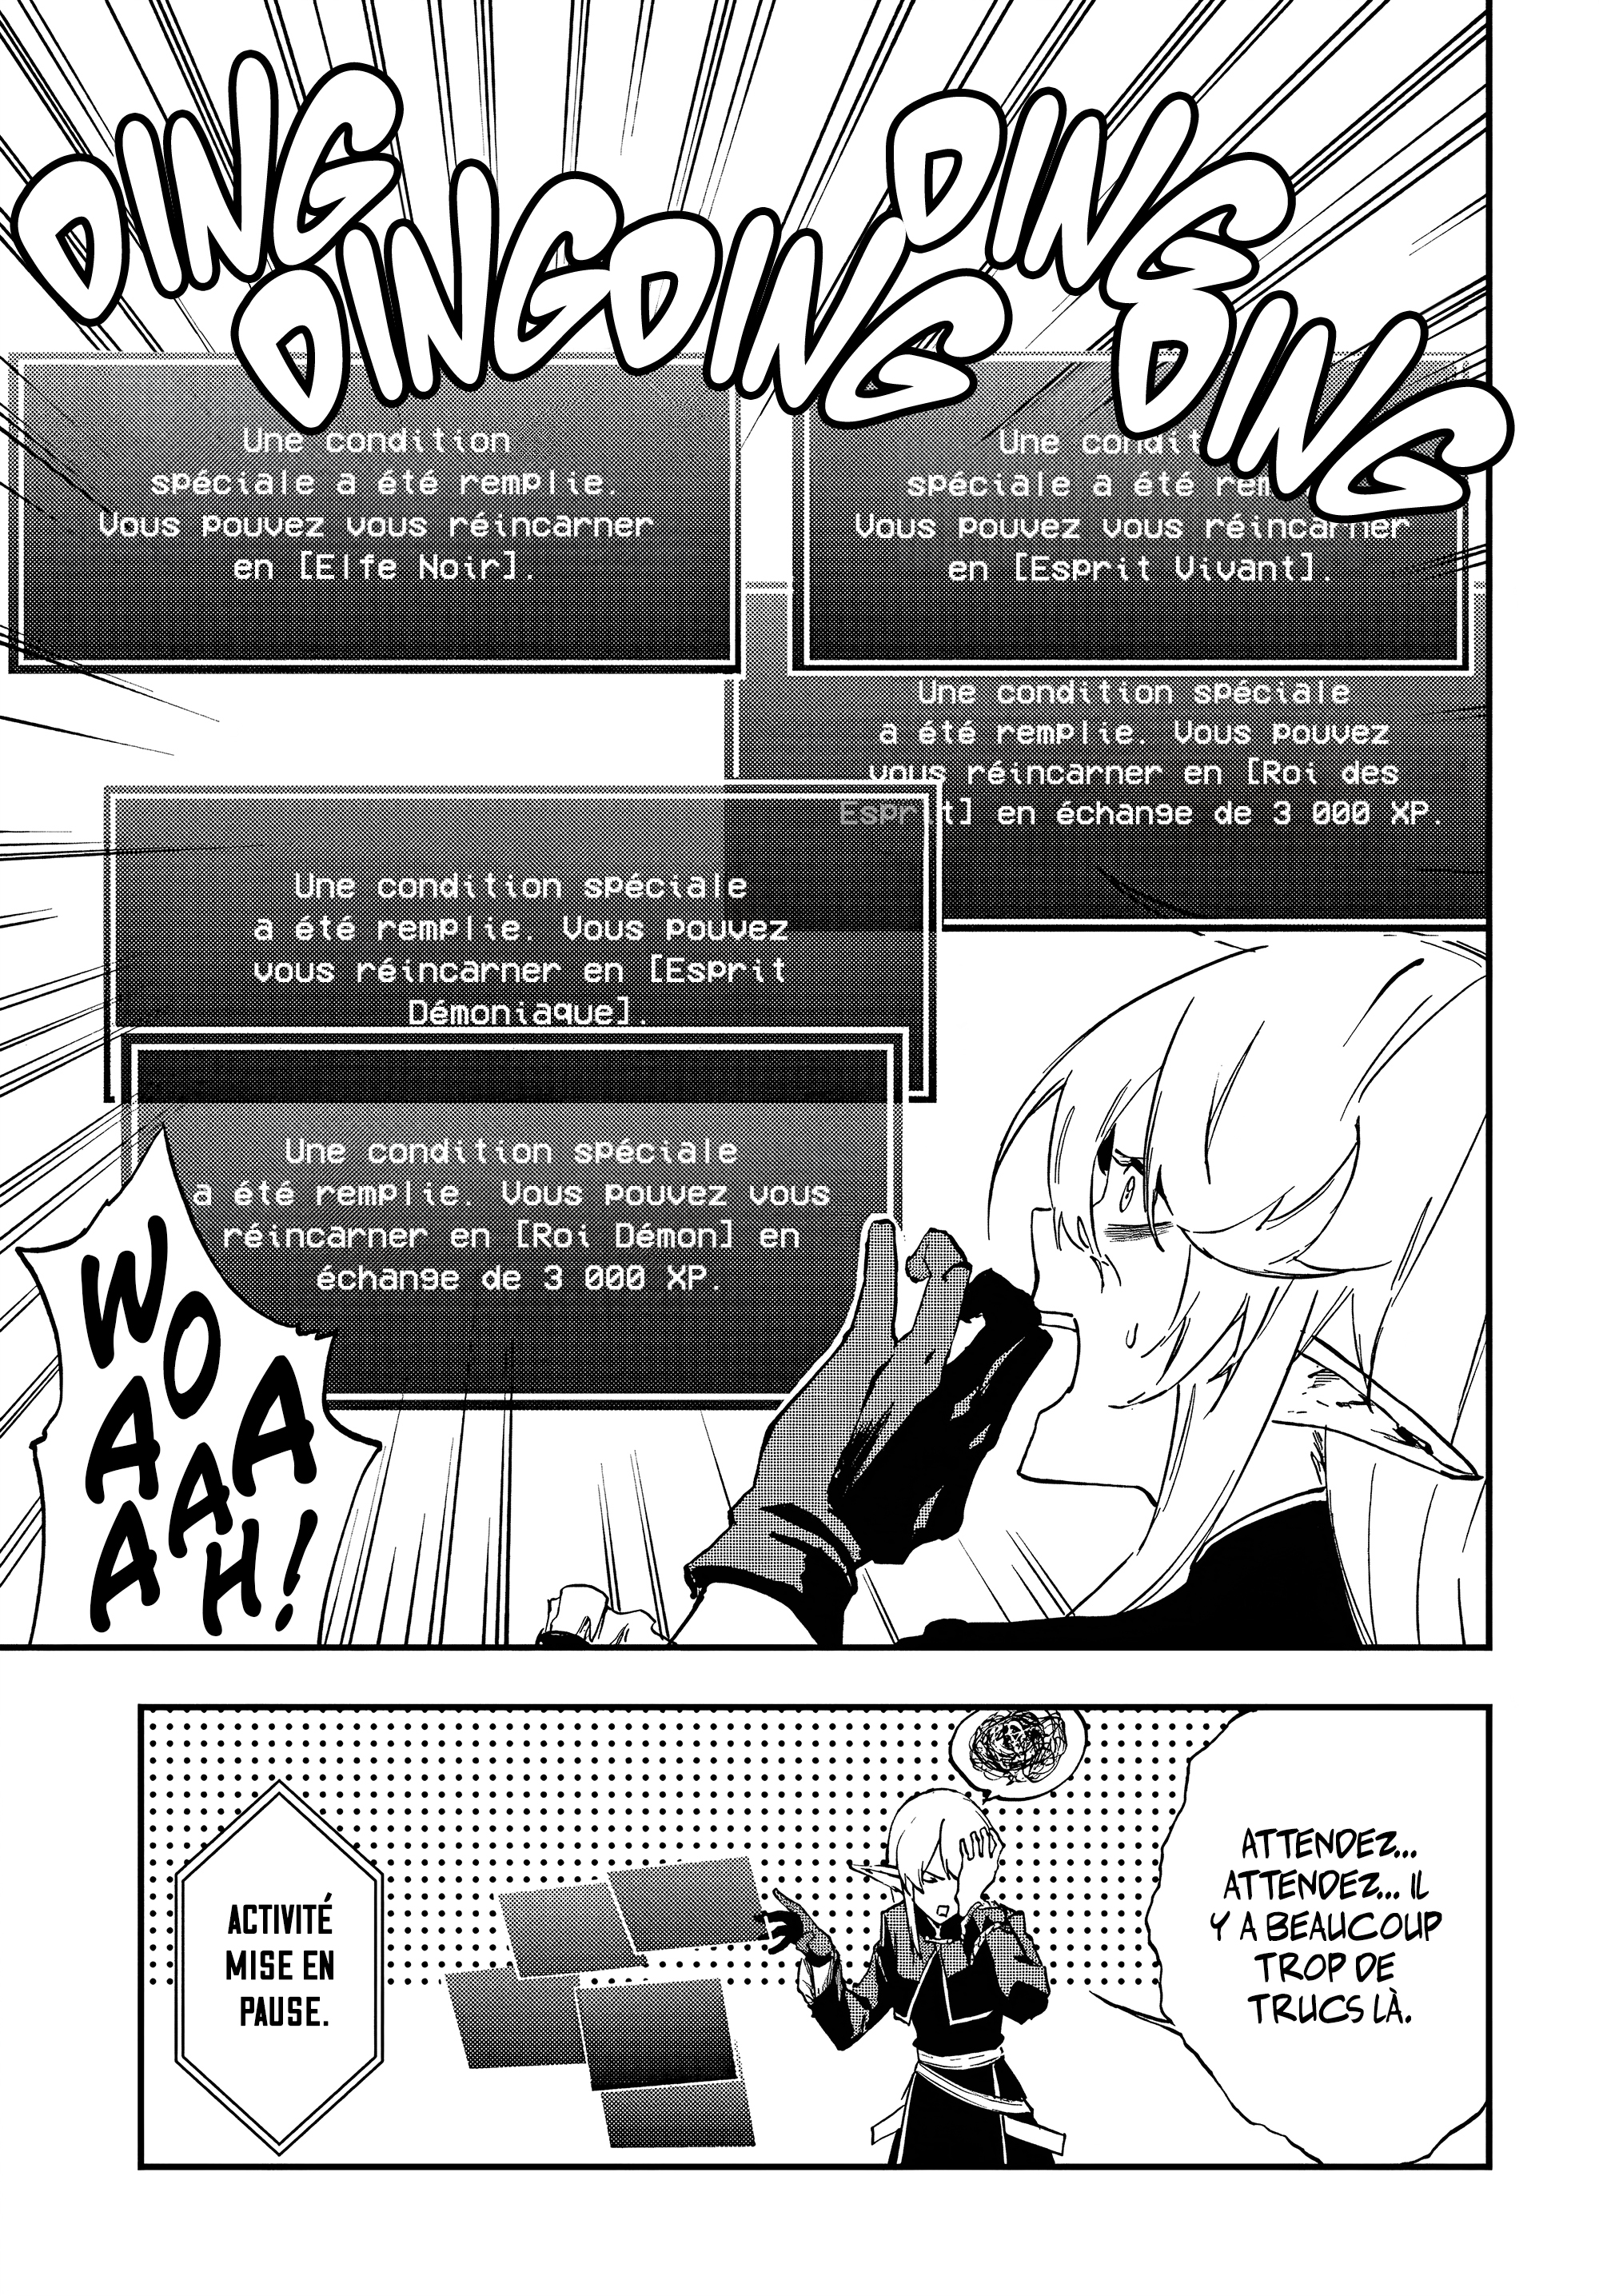 DING
DING
DING
DING
DING
Une condition
spéciale a été remplie.
Vous pouvez vous réincarner
en [Elfe Noir].
Une condit
spéciale a été rem
Vous pouvez vous réincarner
en [Esprit Vivant].
Une condition spéciale
a été remplie. Vous pouvez
vous réincarner en [Roi des
Esprit] en échange de 3 000 XP.
Une condition spéciale
a été remplie. Vous pouvez
vous réincarner en [Esprit
Démoniaque].
Une condition spéciale
a été remplie. Vous pouvez vous
réincarner en [Roi Démon] en
échange de 3 000 XP.
WOAAAAAH!
ATTENDEZ...
ATTENDEZ... IL
Y A BEAUCOUP
TROP DE
TRUCS LÀ.
ACTIVITÉ
MISE EN
PAUSE.